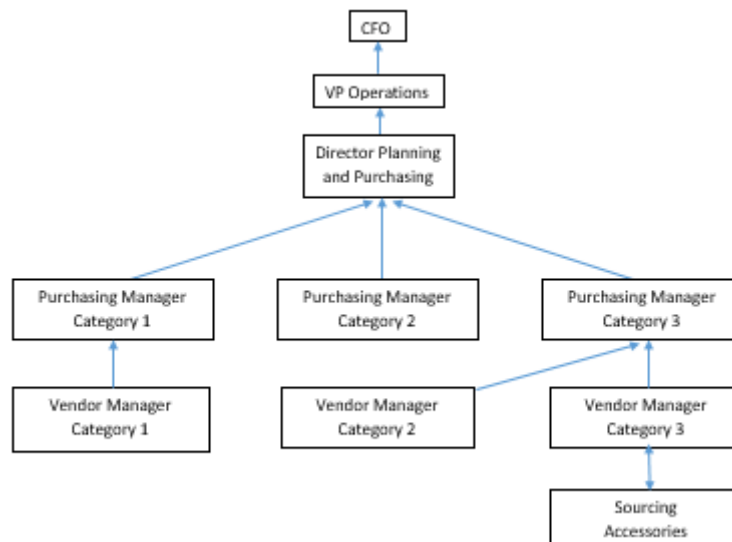 CFO
VP Operations
Director Planning
and Purchasing
Purchasing Manager
Category 1
Purchasing Manager
Category 2
Purchasing Manager
Category 3
Vendor Manager
Category 1
Vendor Manager
Category 2
Vendor Manager
Category 3
Sourcing
Accessories